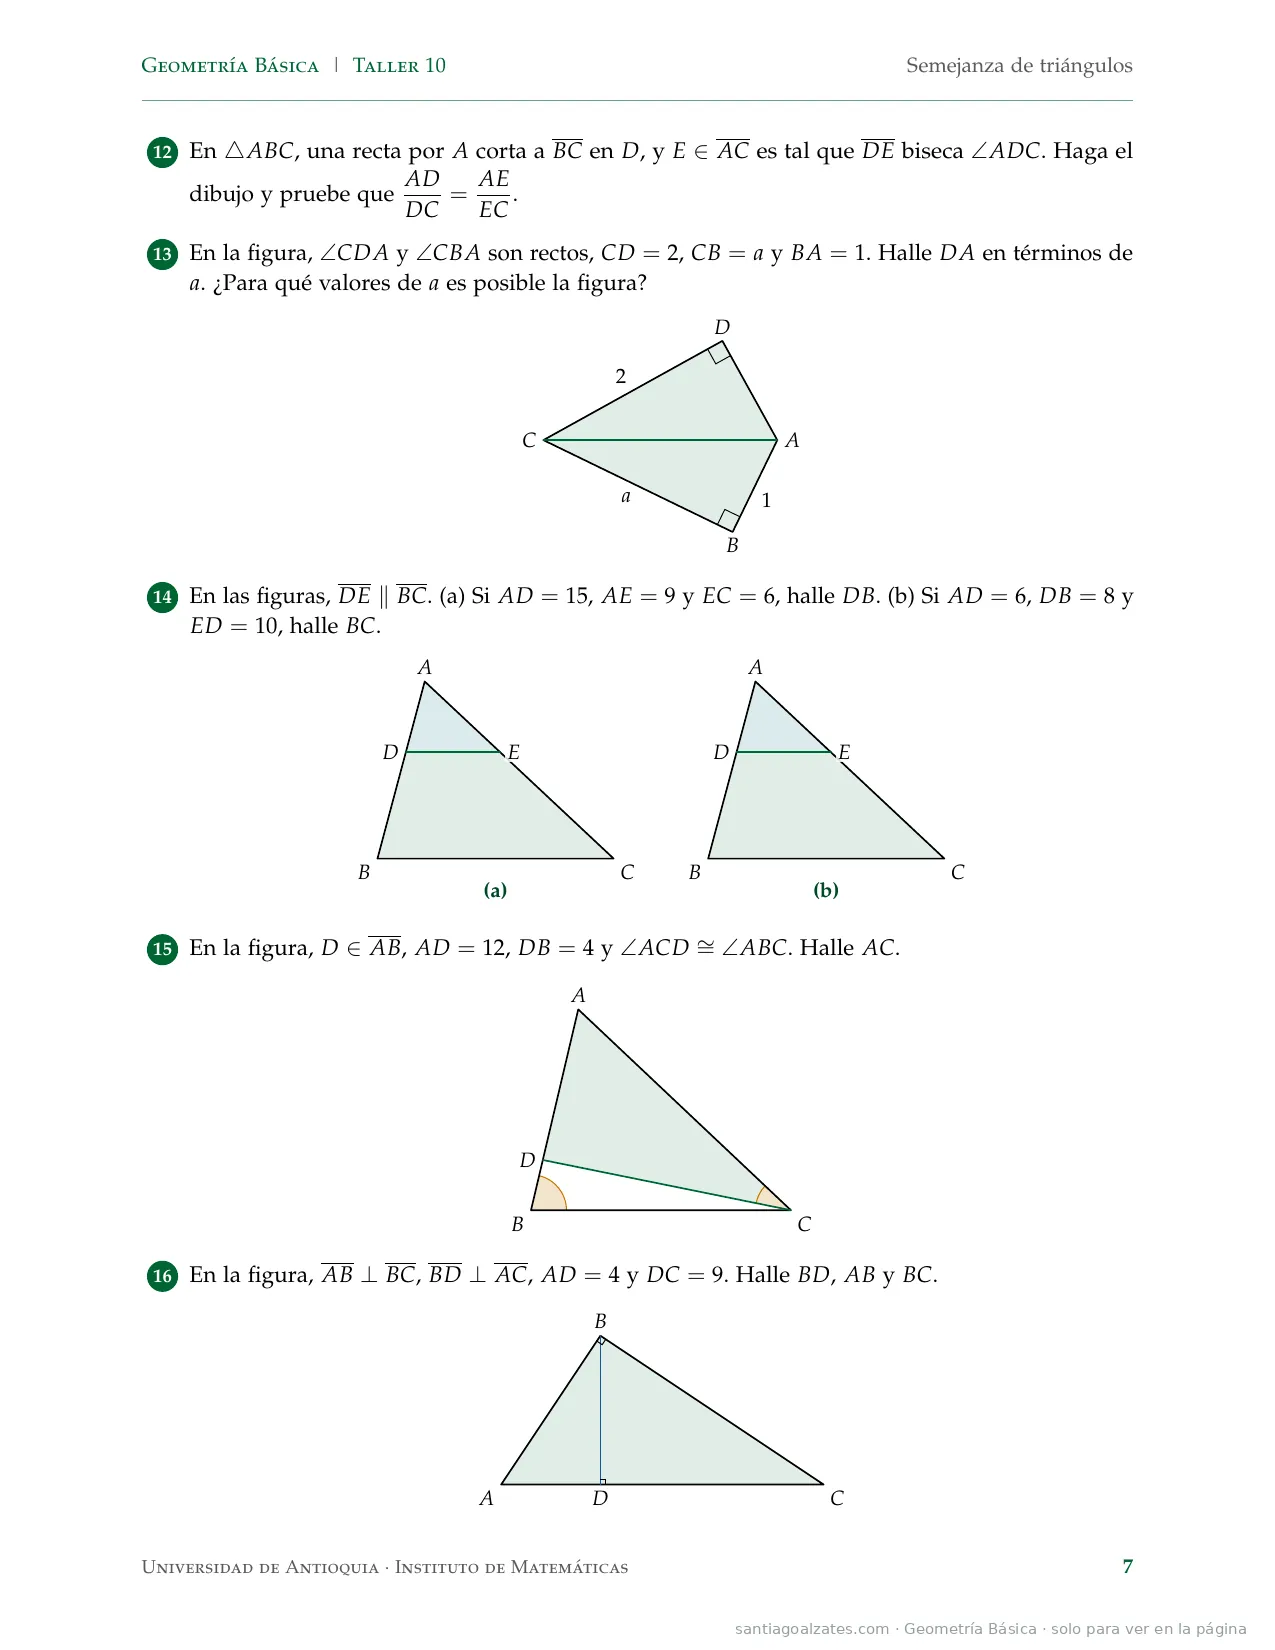 Geometría Básica | Taller 10 Semejanza de triángulos
12 En △ABC, una recta por A corta a BC en D, y E ∈ AC es tal que DE biseca ∠ADC. Haga el
dibujo y pruebe que AD/DC = AE/EC.
13 En la figura, ∠CDA y ∠CBA son rectos, CD = 2, CB = a y BA = 1. Halle DA en términos de
a. ¿Para qué valores de a es posible la figura?
D
2
C A
a 1
B
14 En las figuras, DE ∥ BC. (a) Si AD = 15, AE = 9 y EC = 6, halle DB. (b) Si AD = 6, DB = 8 y
ED = 10, halle BC.
A A
D E D E
B C B C
(a) (b)
15 En la figura, D ∈ AB, AD = 12, DB = 4 y ∠ACD ≅ ∠ABC. Halle AC.
A
D
B C
16 En la figura, AB ⊥ BC, BD ⊥ AC, AD = 4 y DC = 9. Halle BD, AB y BC.
B
A D C
Universidad de Antioquia · Instituto de Matemáticas 7
santiagoalzates.com · Geometría Básica · solo para ver en la página